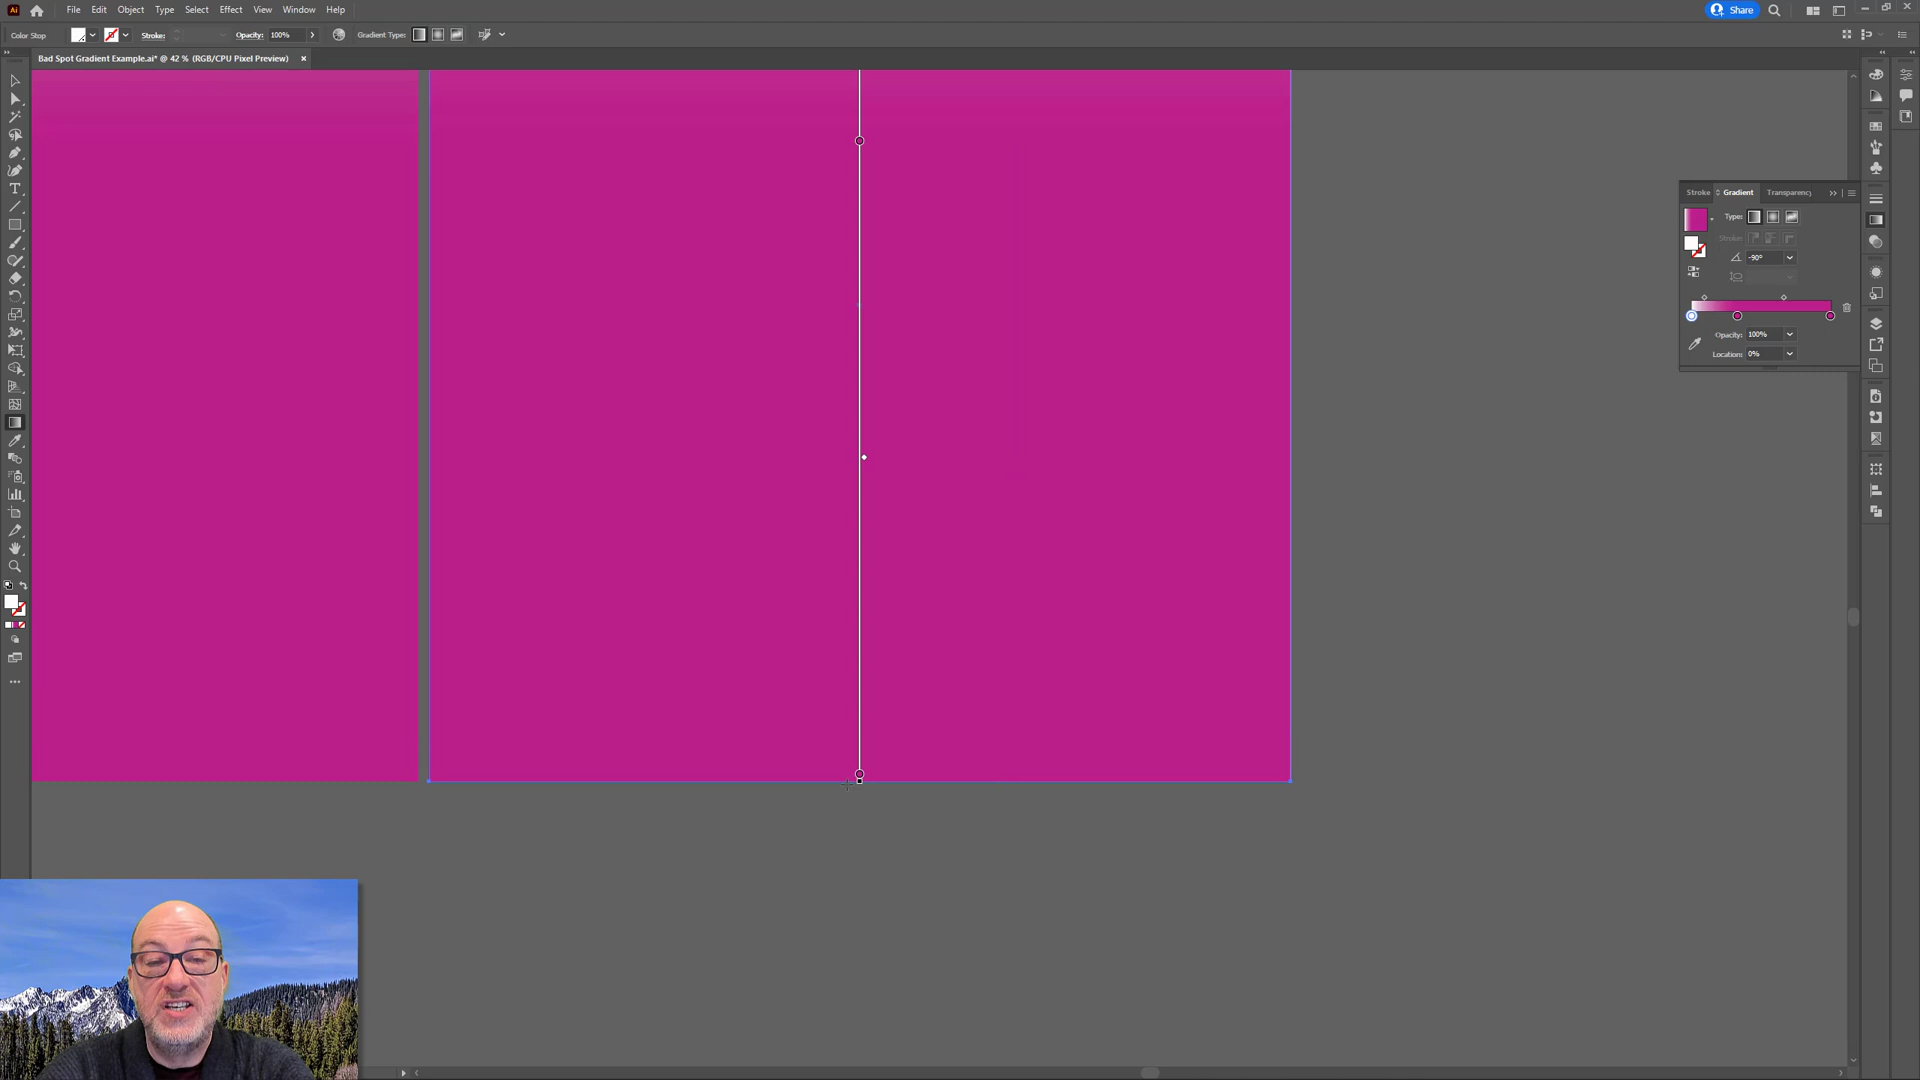 Ai File Edit Object Type Select Effect View Window Help Share
Color Stop Stroke: Opacity: 100% Gradient Type:
Bad Spot Gradient Example.ai* @ 42 % (RGB/CPU Pixel Preview) ×
Stroke Gradient Transparency
Type:
Stroke:
-90°
Opacity: 100%
Location: 0%